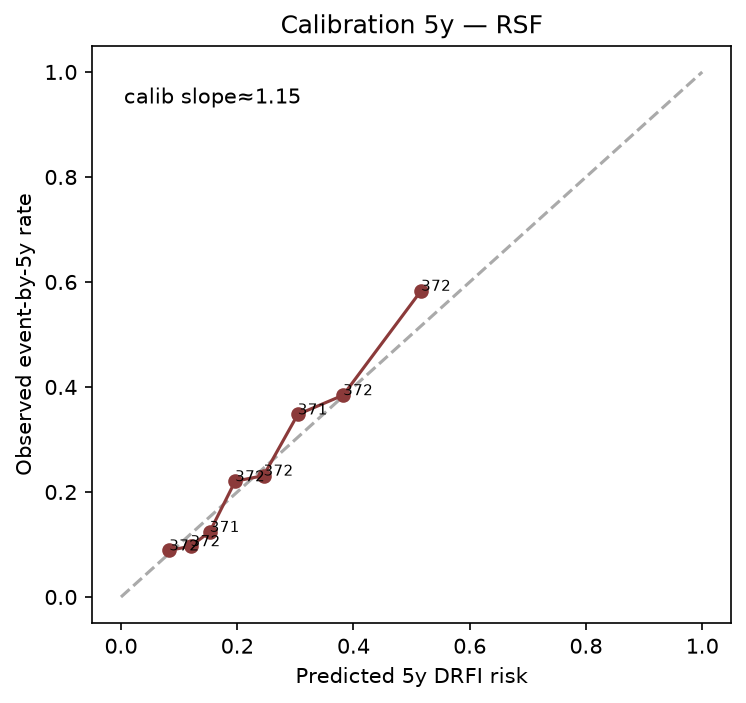 Calibration 5y — RSF
calib slope≈1.15
Observed event-by-5y rate
1.0
0.8
0.6
0.4
0.2
0.0
372
372
371
372
372
371
372
372
0.0 0.2 0.4 0.6 0.8 1.0
Predicted 5y DRFI risk